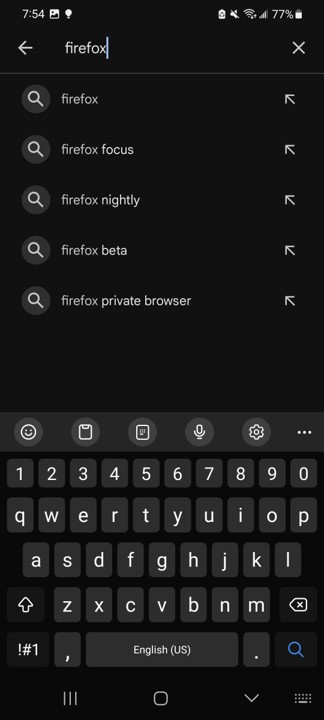 7:54 77%
firefox
firefox
firefox focus
firefox nightly
firefox beta
firefox private browser
1 2 3 4 5 6 7 8 9 0
q w e r t y u i o p
a s d f g h j k l
z x c v b n m
!#1 , English (US) .